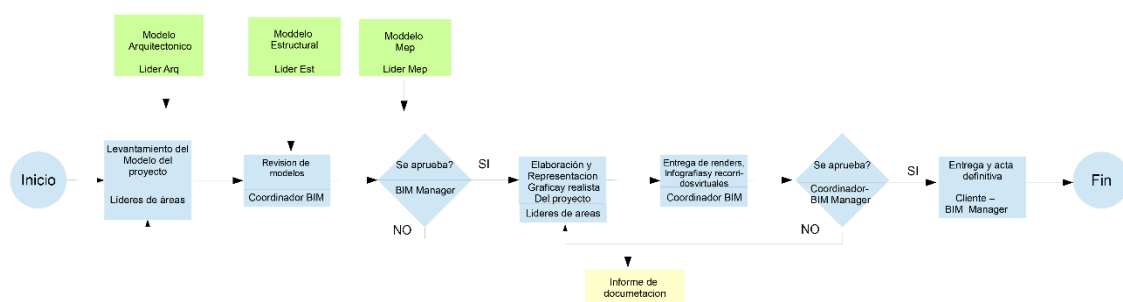 Modelo
Arquitectonico
Lider Arq
Moddelo
Estructural
Lider Est
Moddelo
Mep
Lider Mep
Inicio
Levantamiento del
Modelo del
proyecto
Líderes de àreas
Revision de
modelos
Coordinador BIM
Se aprueba?
BIM Manager
SI
NO
Elaboración y
Representacion
Graficay realista
Del poyecto
Lideres de areas
Entrega de renders,
Infografiasy recorri-
dosvirtuales
Coordinador BIM
Se aprueba?
Coordinador-
BIM Manager
SI
NO
Entrega y acta
definitiva
Cliente –
BIM Manager
Fin
Informe de
documetacion